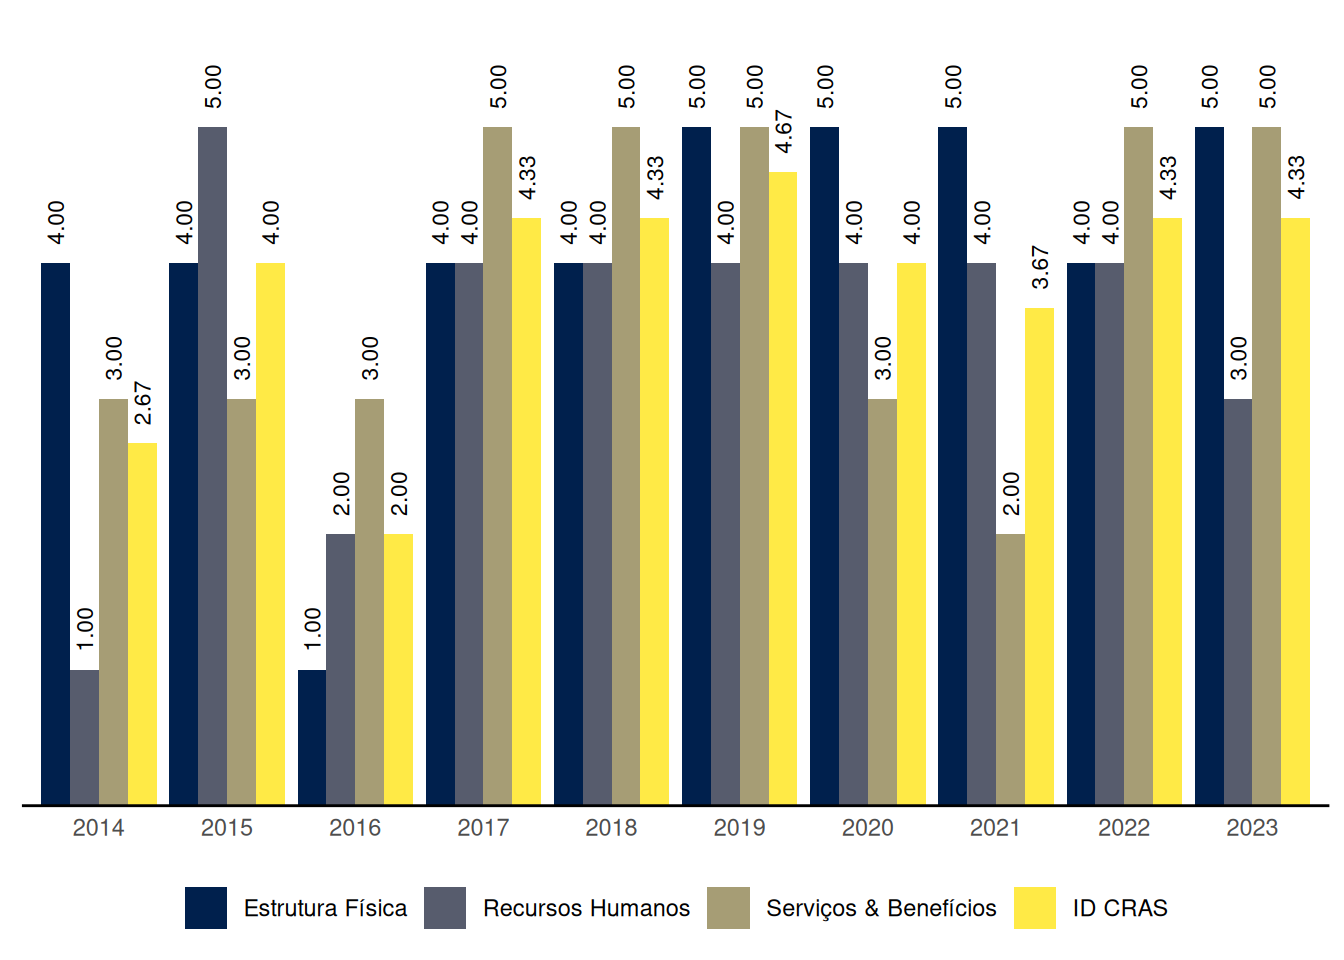 4.00 1.00 3.00 2.67
4.00 5.00 3.00 4.00
1.00 2.00 3.00 2.00
4.00 4.00 5.00 4.33
4.00 4.00 5.00 4.33
5.00 4.00 5.00 4.67
5.00 4.00 3.00 4.00
5.00 4.00 2.00 3.67
4.00 4.00 5.00 4.33
5.00 3.00 5.00 4.33
2014 2015 2016 2017 2018 2019 2020 2021 2022 2023
Estrutura Física Recursos Humanos Serviços & Benefícios ID CRAS